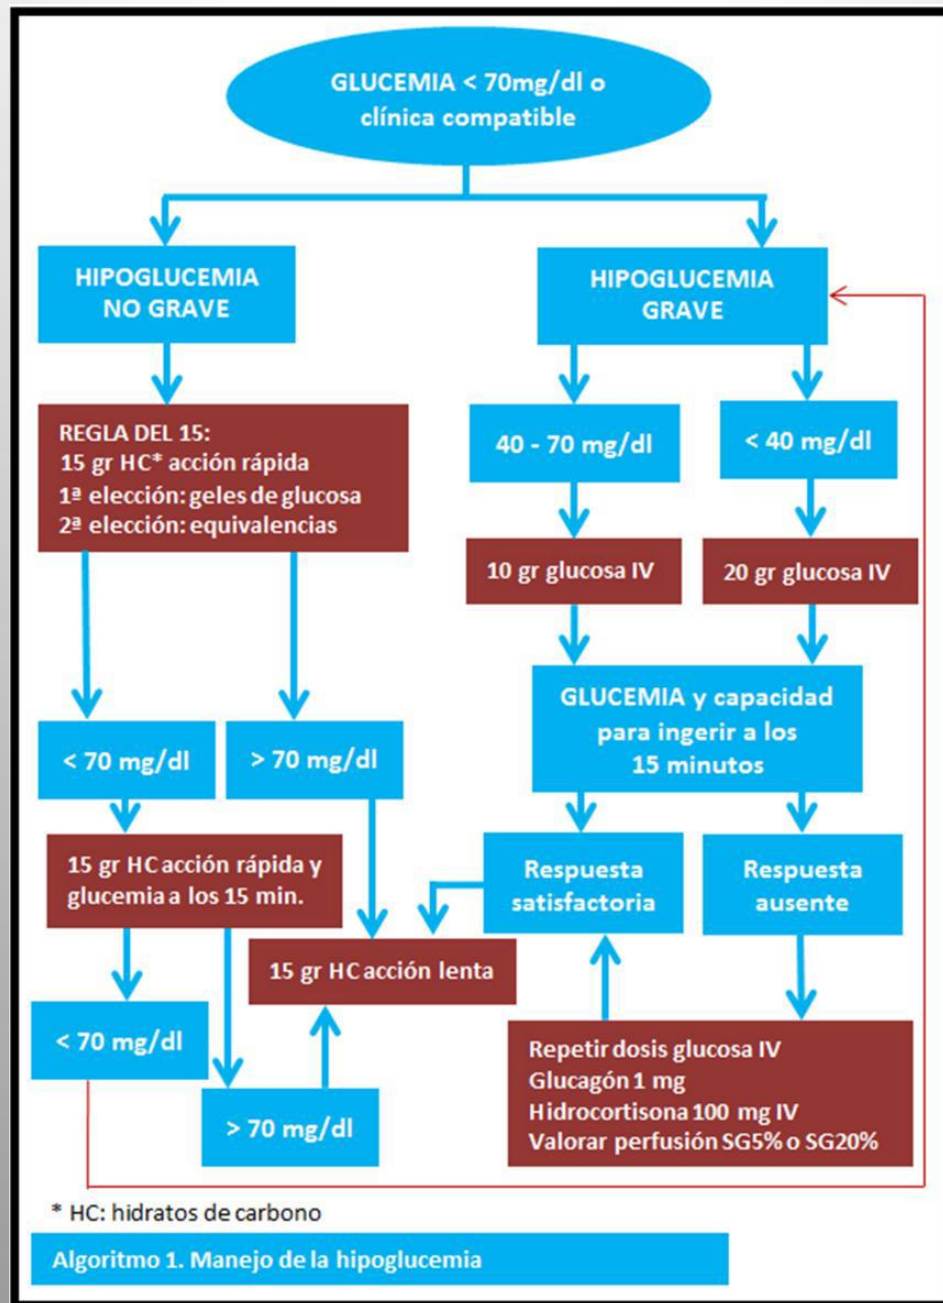 GLUCEMIA < 70mg/dl o
clínica compatible
HIPOGLUCEMIA
NO GRAVE
HIPOGLUCEMIA
GRAVE
REGLA DEL 15:
15 gr HC* acción rápida
1ª elección: geles de glucosa
2ª elección: equivalencias
40 - 70 mg/dl
< 40 mg/dl
10 gr glucosa IV
20 gr glucosa IV
GLUCEMIA y capacidad
para ingerir a los
15 minutos
< 70 mg/dl
> 70 mg/dl
15 gr HC acción rápida y
glucemia a los 15 min.
Respuesta
satisfactoria
Respuesta
ausente
15 gr HC acción lenta
< 70 mg/dl
> 70 mg/dl
Repetir dosis glucosa IV
Glucagón 1 mg
Hidrocortisona 100 mg IV
Valorar perfusión SG5% o SG20%
* HC: hidratos de carbono
Algoritmo 1. Manejo de la hipoglucemia